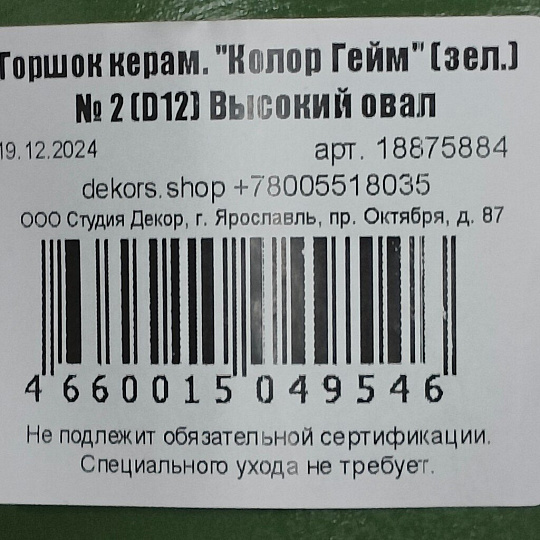 Горшок керам. "Колор Гейм" (зел.)
№ 2 (D12) Высокий овал
19.12.2024 арт. 18875884
dekors.shop +78005518035
ООО Студия Декор, г. Ярославль, пр. Октября, д. 87
4 660015 049546
Не подлежит обязательной сертификации.
Специального ухода не требует.